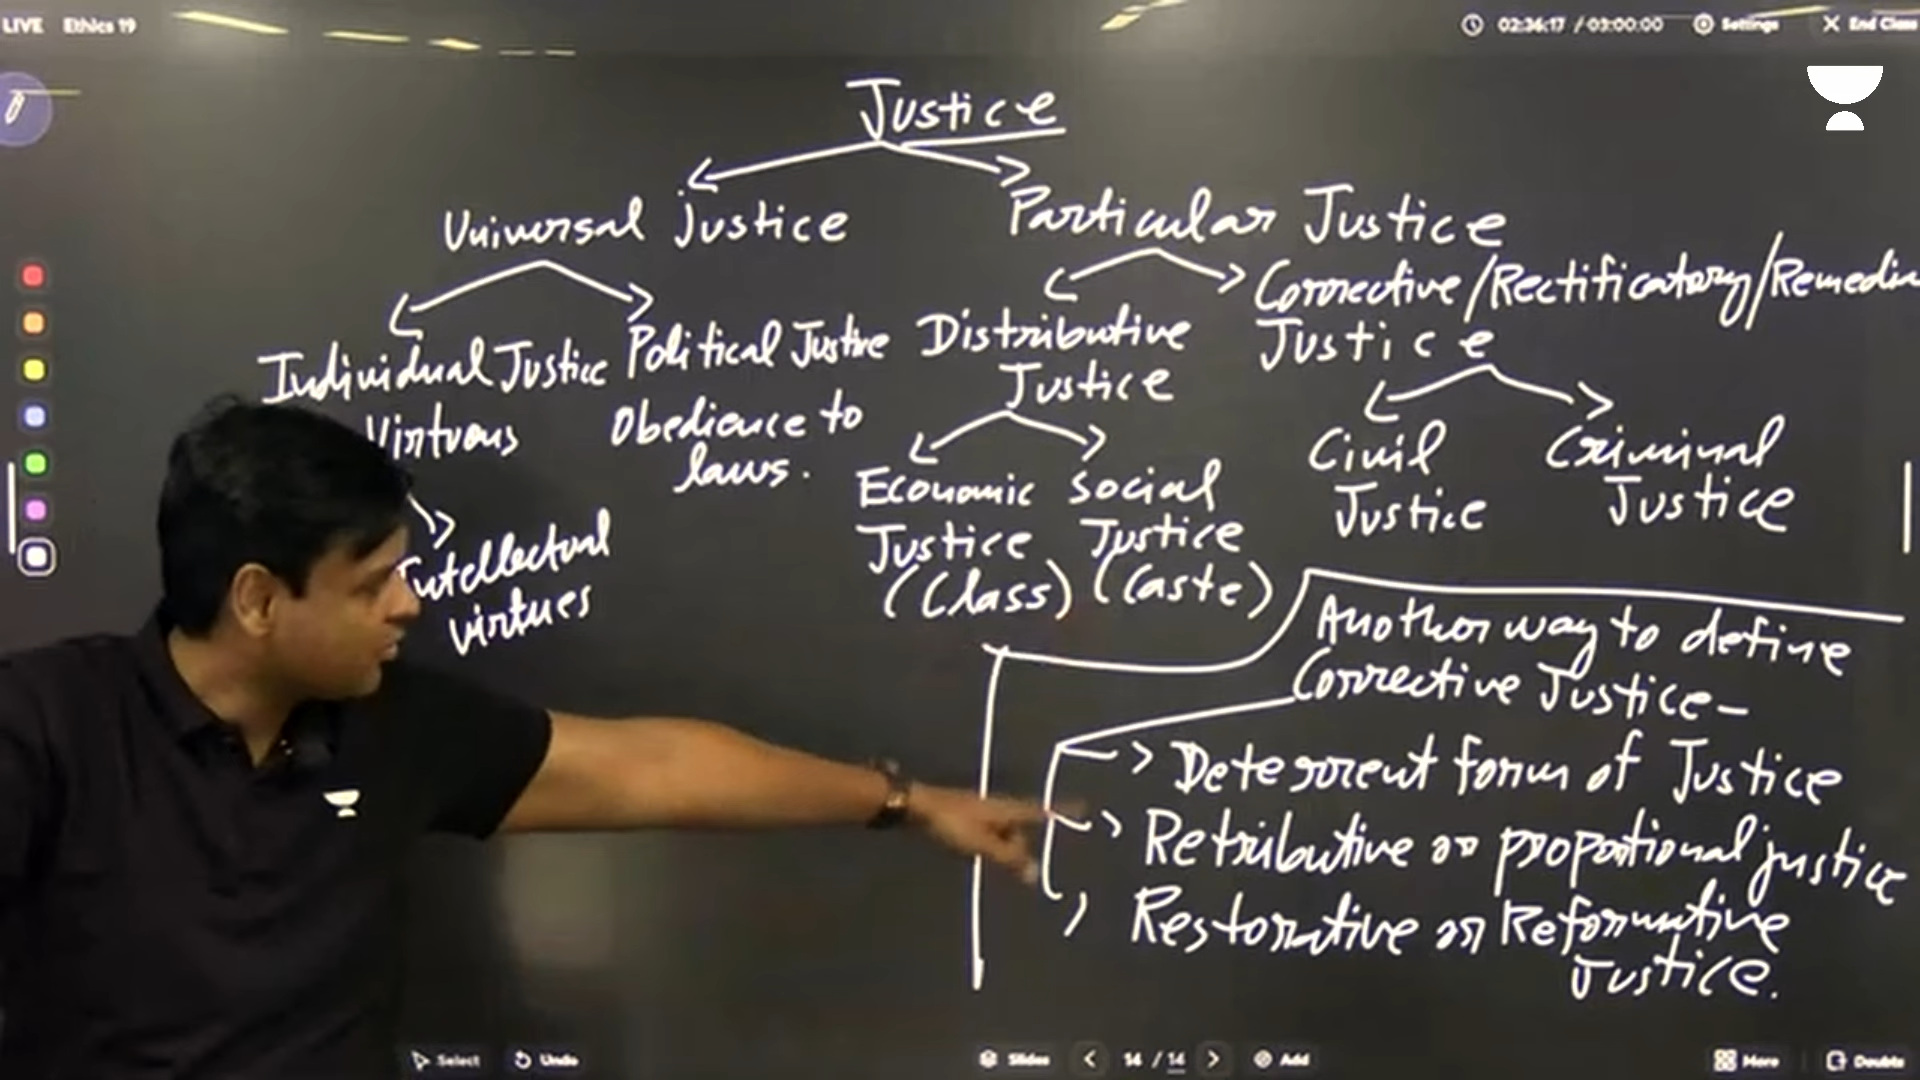 LIVE Ethics 19
02:36:17 / 03:00:00 Settings End Class
Justice
Universal justice
Particular Justice
Individual Justice
Virtuous
Intellectual
virtues
Political Justice
Obedience to
laws.
Distributive
Justice
Economic
Justice
(Class)
Social
Justice
(Caste)
Corrective/Rectificatory/Remedia
Justice
Civil
Justice
Criminal
Justice
Another way to define
Corrective Justice-
Deterrent form of Justice
Retributive or proportional justice
Restorative or Reformative
Justice.
Select Undo
Slides 14 / 14 Add
More Doubts